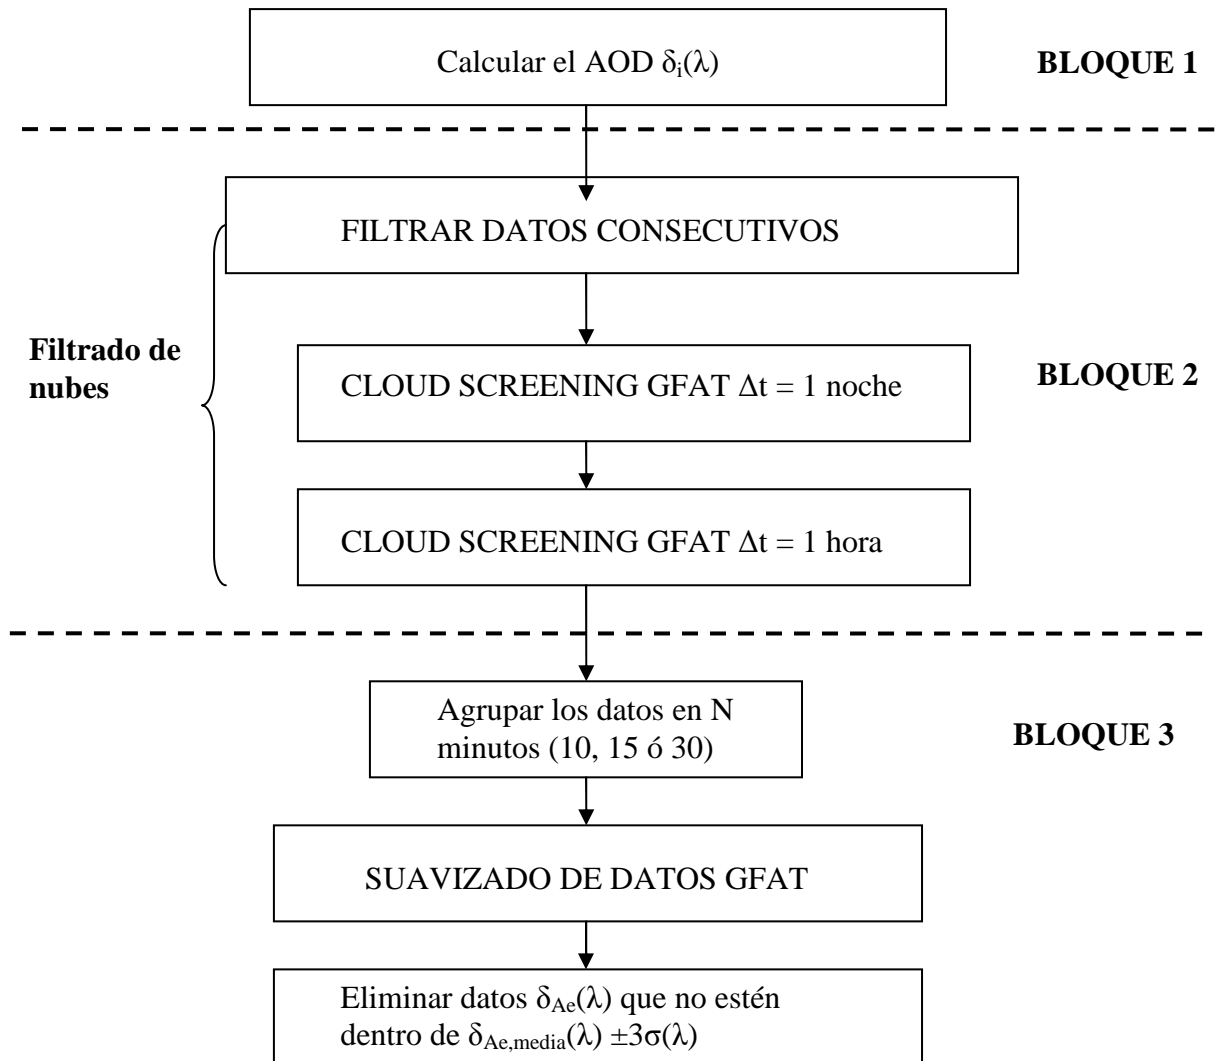 Calcular el AOD δi(λ)
BLOQUE 1
FILTRAR DATOS CONSECUTIVOS
Filtrado de
nubes
CLOUD SCREENING GFAT Δt = 1 noche
BLOQUE 2
CLOUD SCREENING GFAT Δt = 1 hora
Agrupar los datos en N
minutos (10, 15 ó 30)
BLOQUE 3
SUAVIZADO DE DATOS GFAT
Eliminar datos δAe(λ) que no estén
dentro de δAe,media(λ) ±3σ(λ)